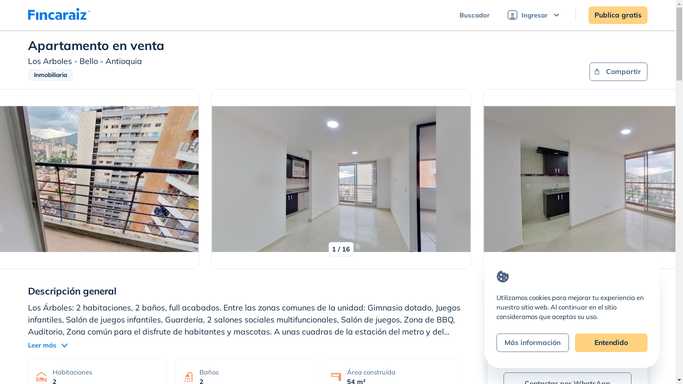 Fincaraiz
Buscador
Ingresar
Publica gratis
Apartamento en venta
Los Arboles - Bello - Antioquia
Inmobiliaria
Compartir
1 / 16
Descripción general
Los Árboles: 2 habitaciones, 2 baños, full acabados. Entre las zonas comunes de la unidad: Gimnasio dotado, Juegos
infantiles, Salón de juegos infantiles, Guardería, 2 salones sociales multifuncionales, Salón de juegos, Zona de BBQ,
Auditorio, Zona común para el disfrute de habitantes y mascotas. A unas cuadras de la estación del metro y del...
Leer más
Habitaciones
2
Baños
2
Área construida
54 m²
Utilizamos cookies para mejorar tu experiencia en
nuestro sitio web. Al continuar en el sitio
consideramos que aceptas su uso.
Más información
Entendido
Contactar por WhatsApp